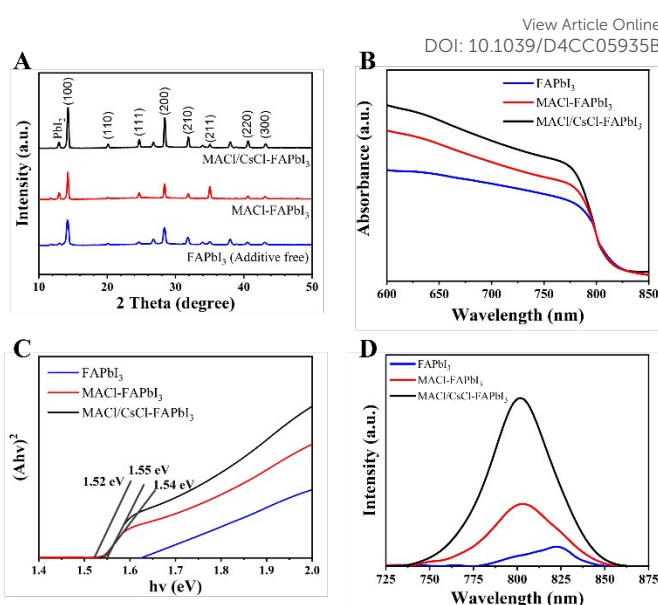 View Article Online
DOI: 10.1039/D4CC05935B
A
PbI₂
(100)
(110)
(111)
(200)
(210)
(211)
(220)
(300)
MACl/CsCl-FAPbI₃
MACl-FAPbI₃
FAPbI₃ (Additive free)
Intensity (a.u.)
10 20 30 40 50
2 Theta (degree)
B
FAPbI₃
MACl-FAPbI₃
MACl/CsCl-FAPbI₃
Absorbance (a.u.)
600 650 700 750 800 850
Wavelength (nm)
C
FAPbI₃
MACl-FAPbI₃
MACl/CsCl-FAPbI₃
1.52 eV
1.55 eV
1.54 eV
(Ahv)²
1.4 1.5 1.6 1.7 1.8 1.9 2.0
hv (eV)
D
FAPbI₃
MACl-FAPbI₃
MACl/CsCl-FAPbI₃
Intensity (a.u.)
725 750 775 800 825 850 875
Wavelength (nm)